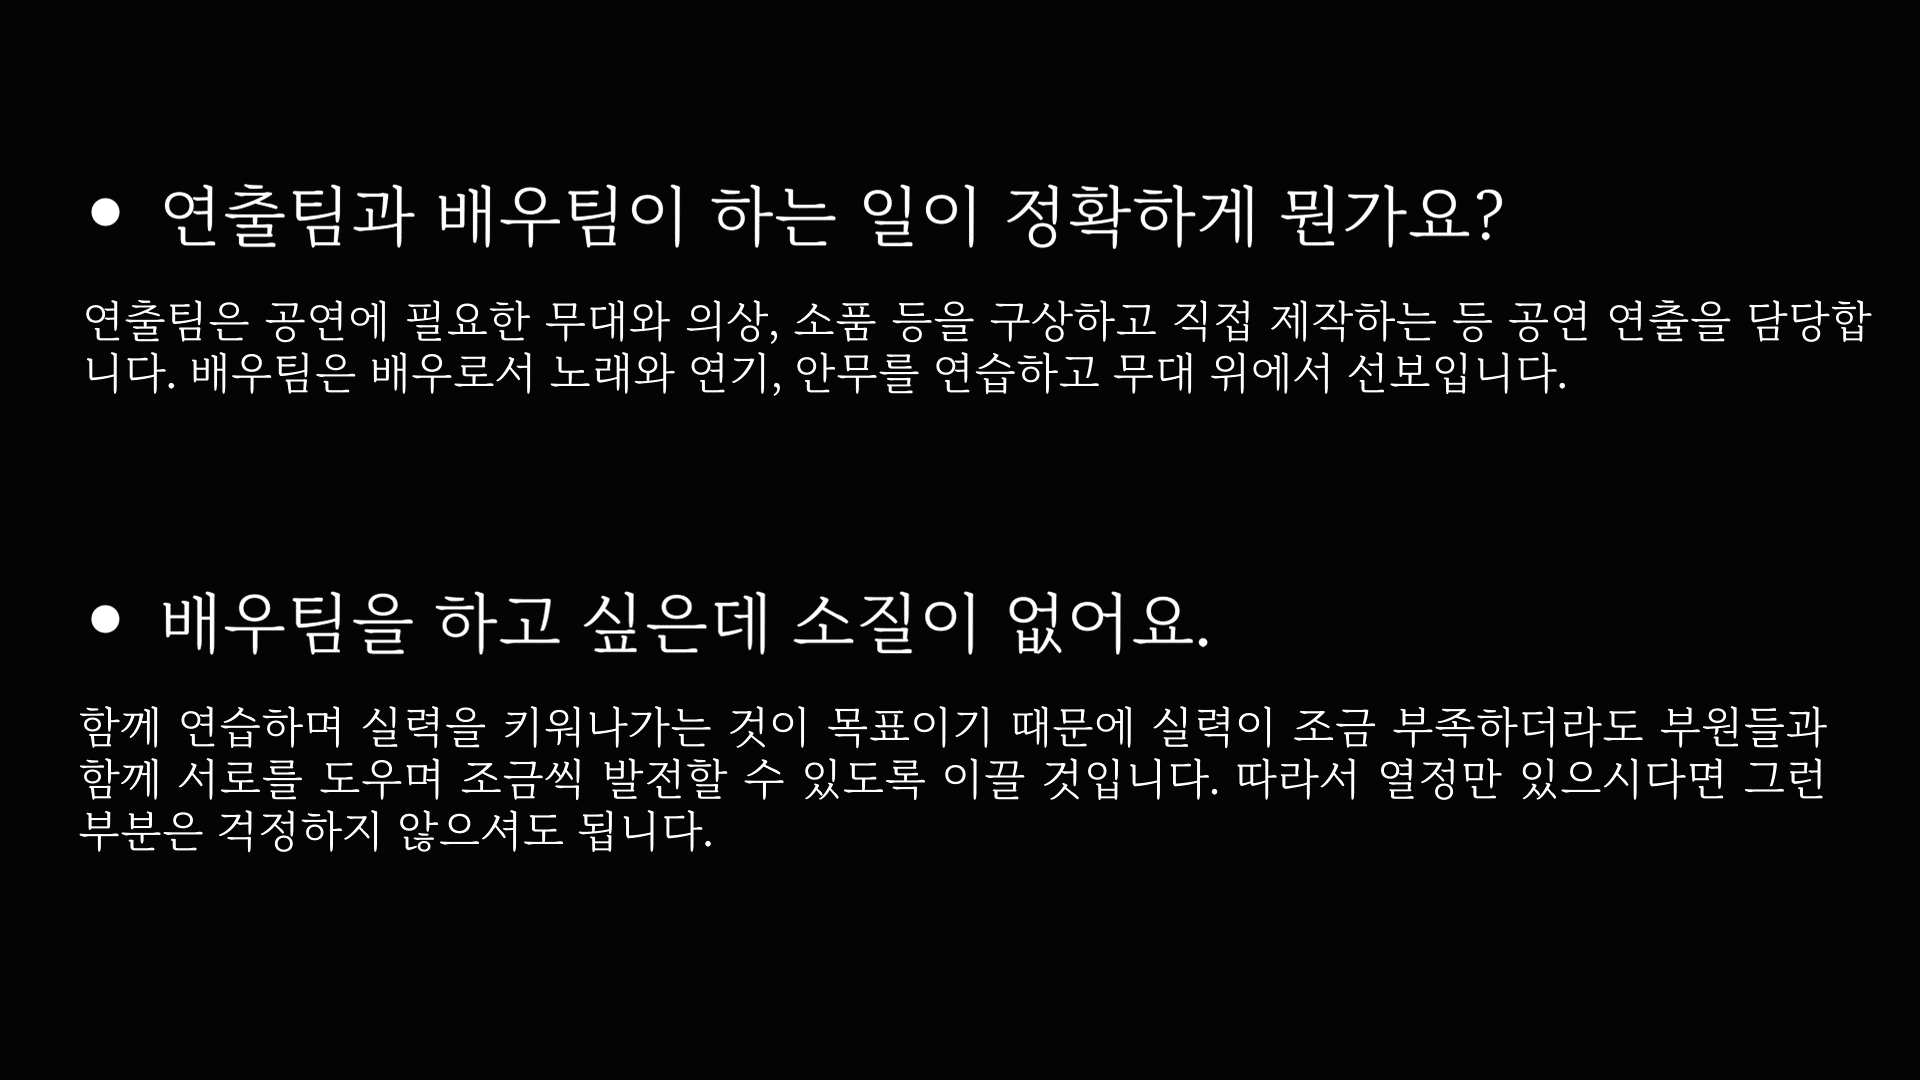 ● 연출팀과 배우팀이 하는 일이 정확하게 뭔가요?
연출팀은 공연에 필요한 무대와 의상, 소품 등을 구상하고 직접 제작하는 등 공연 연출을 담당합
니다. 배우팀은 배우로서 노래와 연기, 안무를 연습하고 무대 위에서 선보입니다.
● 배우팀을 하고 싶은데 소질이 없어요.
함께 연습하며 실력을 키워나가는 것이 목표이기 때문에 실력이 조금 부족하더라도 부원들과
함께 서로를 도우며 조금씩 발전할 수 있도록 이끌 것입니다. 따라서 열정만 있으시다면 그런
부분은 걱정하지 않으셔도 됩니다.